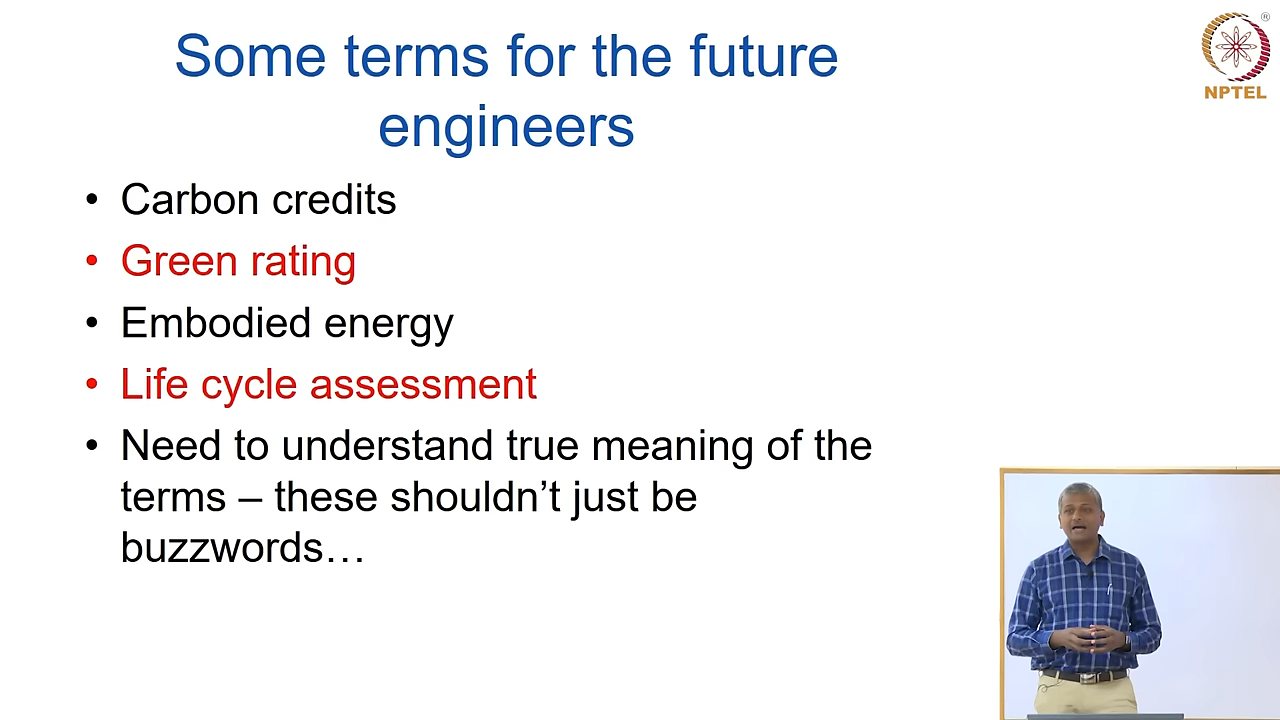 Some terms for the future
engineers
• Carbon credits
• Green rating
• Embodied energy
• Life cycle assessment
• Need to understand true meaning of the
terms – these shouldn’t just be
buzzwords…
®
NPTEL